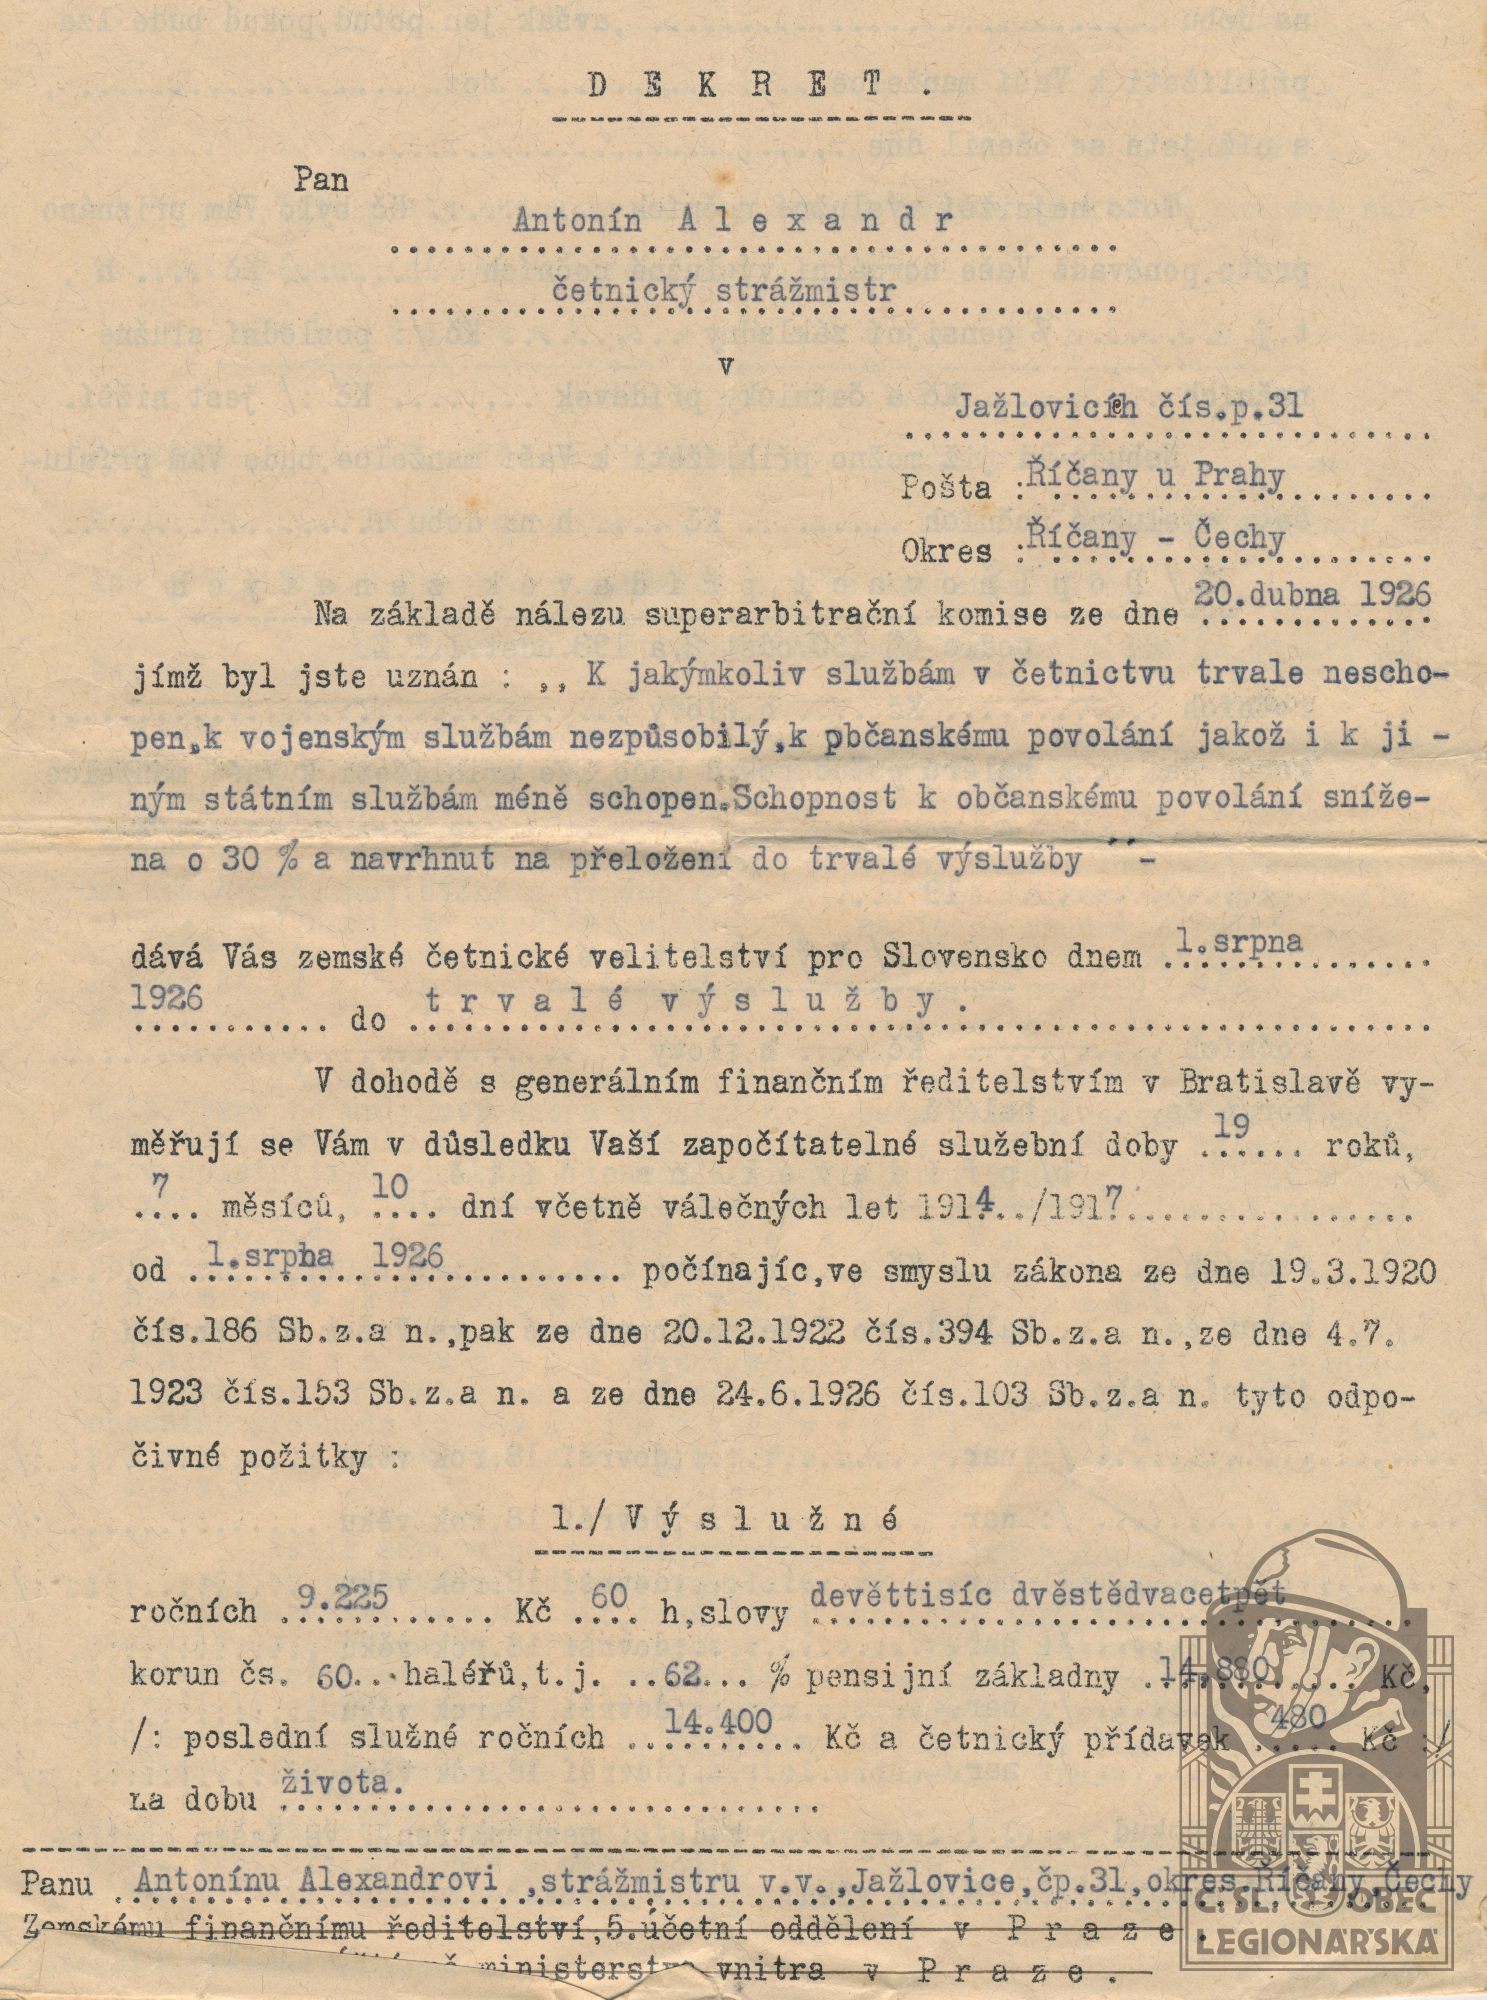 D E K R E T .
Pan
Antonín A l e x a n d r
četnický strážmistr
v
Jažlovicích čís.p.31
Pošta : Říčany u Prahy
Okres : Říčany - Čechy
Na základě nálezu superarbitrační komise ze dne 20.dubna 1926
jímž byl jste uznán : ,, K jakýmkoliv službám v četnictvu trvale nescho-
pen,k vojenským službám nezpůsobilý,k občanskému povolání jakož i k ji -
ným státním službám méně schopen.Schopnost k občanskému povolání sníže-
na o 30 % a navrhnut na přeložení do trvalé výslužby ´´-
dává Vás zemské četnické velitelství pro Slovensko dnem 1.srpna
1926 do t r v a l é v ý s l u ž b y .
V dohodě s generálním finančním ředitelstvím v Bratislavě vy-
měřují se Vám v důsledku Vaší započítatelné služební doby 19 roků,
7 měsíců, 10 dní včetně válečných let 1914../1917
od 1.srpna 1926 počínajíc,ve smyslu zákona ze dne 19.3.1920
čís.186 Sb.z.a n.,pak ze dne 20.12.1922 čís.394 Sb.z.a n.,ze dne 4.7.
1923 čís.153 Sb.z.a n. a ze dne 24.6.1926 čís.103 Sb.z.a n. tyto odpo-
čivné požitky :
1./ V ý s l u ž n é
ročních 9.225 Kč 60 h,slovy devěttisíc dvěstědvacetpět
korun čs. 60 haléřů,t.j. 62 % pensijní základny 14.880 Kč,
/: poslední služné ročních 14.400 Kč a četnický přídavek 480 Kč :/
za dobu života.
Panu Antonínu Alexandrovi ,strážmistru v.v.,Jažlovice,čp.31,okres.Říčany,Čechy
Zemskému finančnímu ředitelství,5.účetní oddělení v P r a z e .
ministerstva vnitra v P r a z e .
Č. SL. OBEC
LEGIONÁŘSKÁ